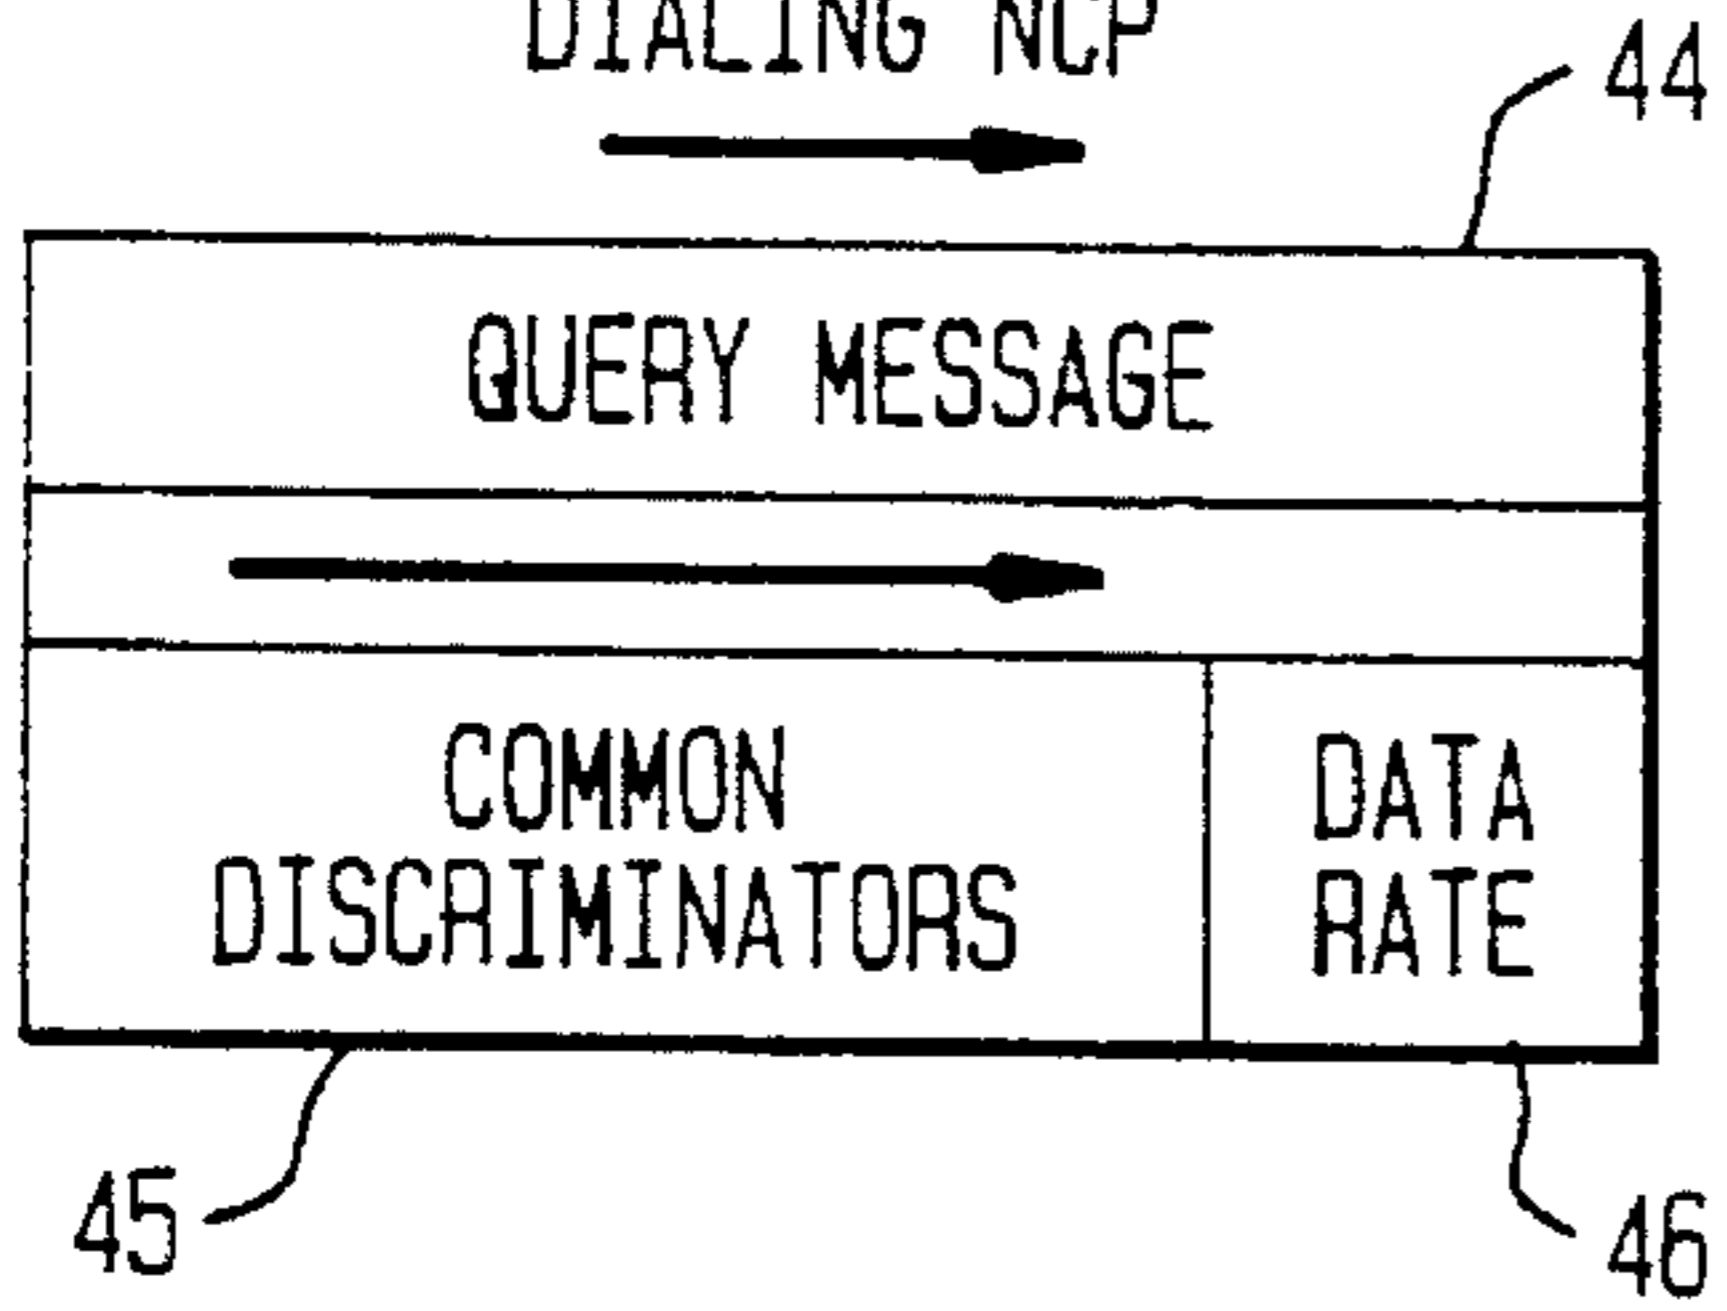 DIALING NCP
44
QUERY MESSAGE
COMMON
DISCRIMINATORS
DATA
RATE
45
46